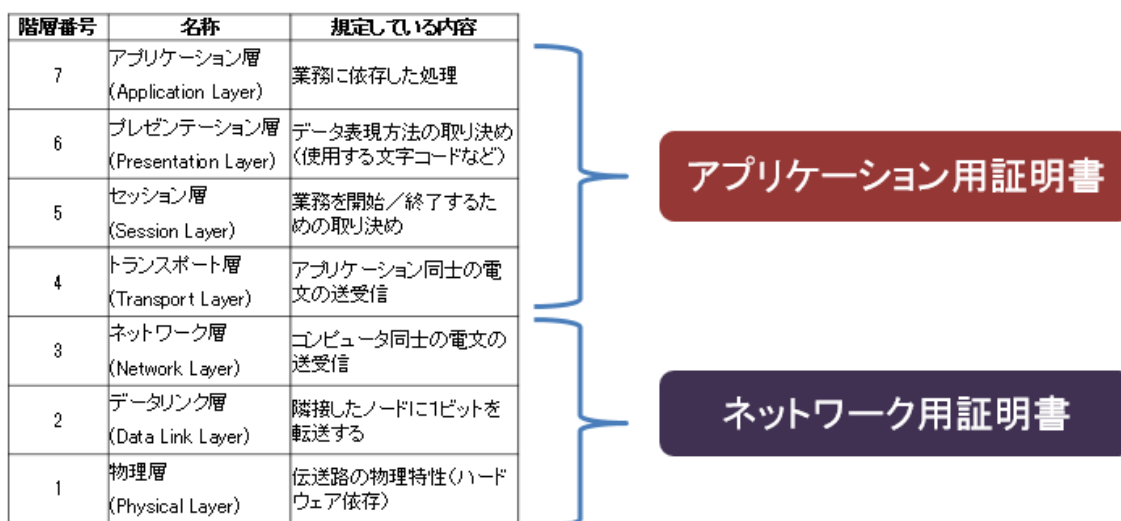 階層番号 名称 規定している内容
7 アプリケーション層 業務に依存した処理
(Application Layer)
6 プレゼンテーション層 データ表現方法の取り決め
(Presentation Layer) (使用する文字コードなど)
5 セッション層 業務を開始/終了するた
(Session Layer) めの取り決め
4 トランスポート層 アプリケーション同士の電
(Transport Layer) 文の送受信
3 ネットワーク層 コンピュータ同士の電文の
(Network Layer) 送受信
2 データリンク層 隣接したノードに1ビットを
(Data Link Layer) 転送する
1 物理層 伝送路の物理特性(ハード
(Physical Layer) ウェア依存)
アプリケーション用証明書
ネットワーク用証明書